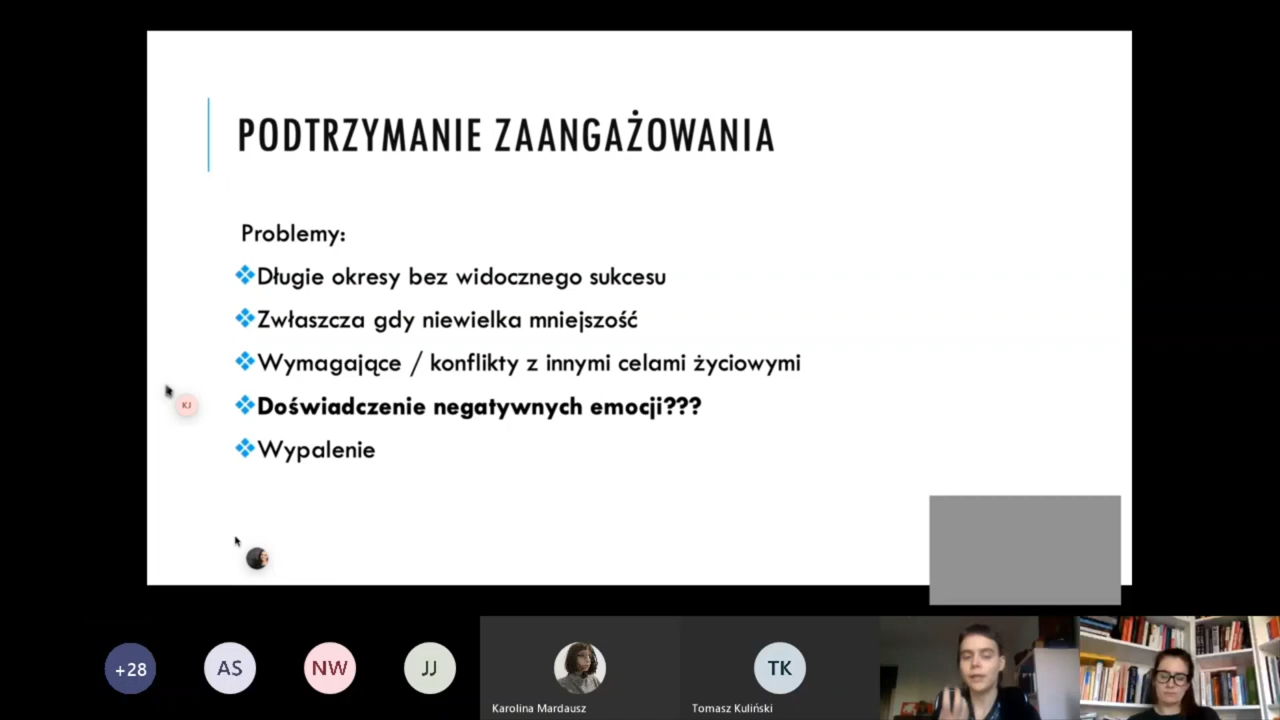 PODTRZYMANIE ZAANGAŻOWANIA
Problemy:
Długie okresy bez widocznego sukcesu
Zwłaszcza gdy niewielka mniejszość
Wymagające / konflikty z innymi celami życiowymi
KJ
Doświadczenie negatywnych emocji???
Wypalenie
+28
AS
NW
JJ
TK
Karolina Mardausz
Tomasz Kuliński